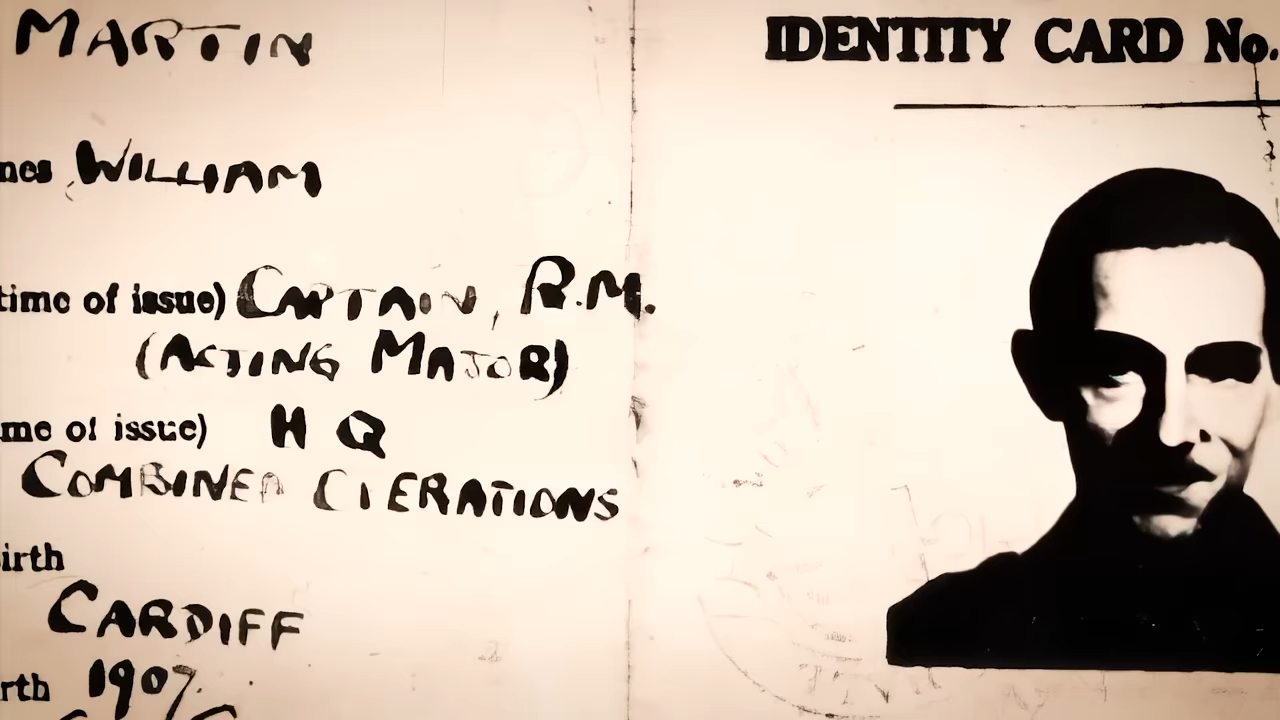 MARTIN
IDENTITY CARD No.
nes WILLIAM
time of issue) CAPTAIN, R.M.
(ACTING MAJOR)
me of issue) H Q
COMBINED OPERATIONS
irth
CARDIFF
rth 1907.